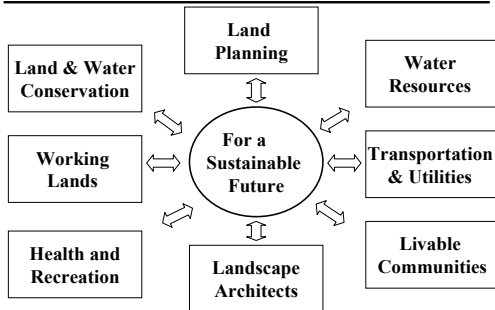 Land
Planning
Land & Water
Conservation
Water
Resources
For a
Sustainable
Future
Working
Lands
Transportation
& Utilities
Health and
Recreation
Landscape
Architects
Livable
Communities